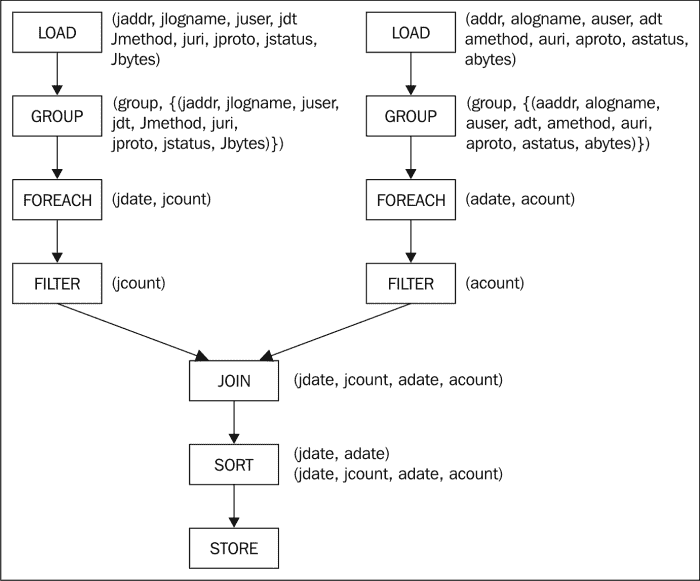 LOAD
(jaddr, jlogname, juser, jdt
Jmethod, juri, jproto, jstatus,
Jbytes)
LOAD
(addr, alogname, auser, adt
amethod, auri, aproto, astatus,
abytes)
GROUP
(group, {(jaddr, jlogname, juser,
jdt, Jmethod, juri,
jproto, jstatus, Jbytes)})
GROUP
(group, {(aaddr, alogname,
auser, adt, amethod, auri,
aproto, astatus, abytes)})
FOREACH
(jdate, jcount)
FOREACH
(adate, acount)
FILTER
(jcount)
FILTER
(acount)
JOIN
(jdate, jcount, adate, acount)
SORT
(jdate, adate)
(jdate, jcount, adate, acount)
STORE